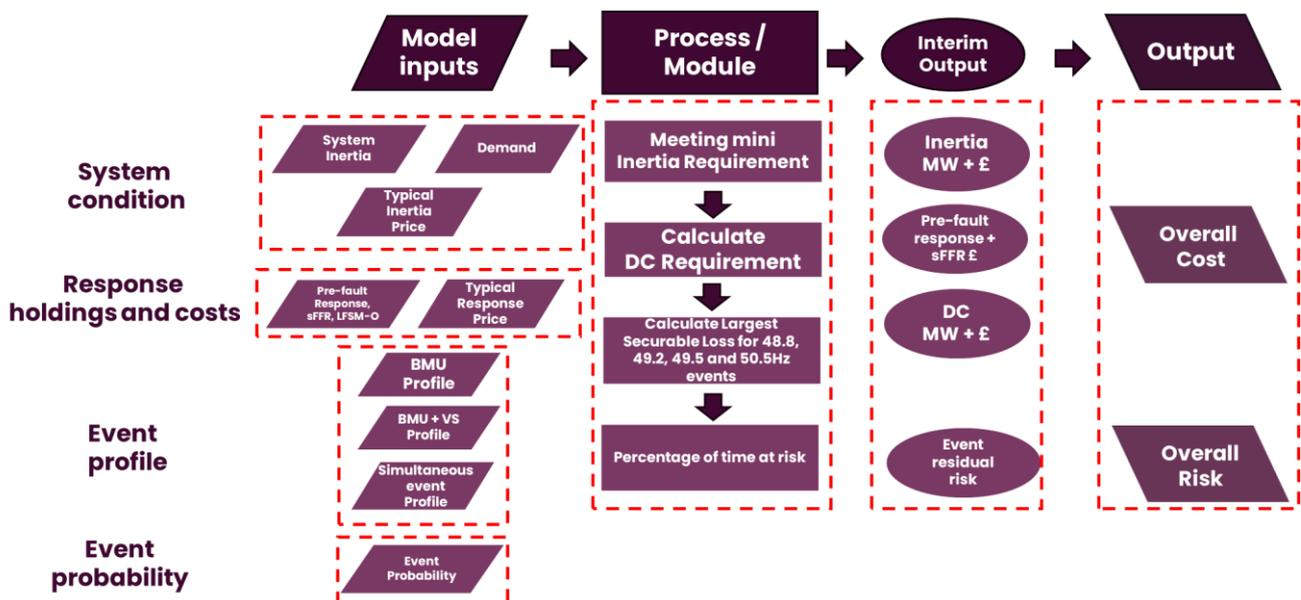 Model
inputs
Process /
Module
Interim
Output
Output
System
condition
System
Inertia
Demand
Typical
Inertia
Price
Response
holdings and costs
Pre-fault
Response,
sFFR, LFSM-O
Typical
Response
Price
Event
profile
BMU
Profile
BMU + VS
Profile
Simultaneous
event
Profile
Event
probability
Event
Probability
Meeting mini
Inertia Requirement
Calculate
DC Requirement
Calculate Largest
Securable Loss for 48.8,
49.2, 49.5 and 50.5Hz
events
Percentage of time at risk
Inertia
MW + £
Pre-fault
response +
sFFR £
DC
MW + £
Event
residual
risk
Overall
Cost
Overall
Risk